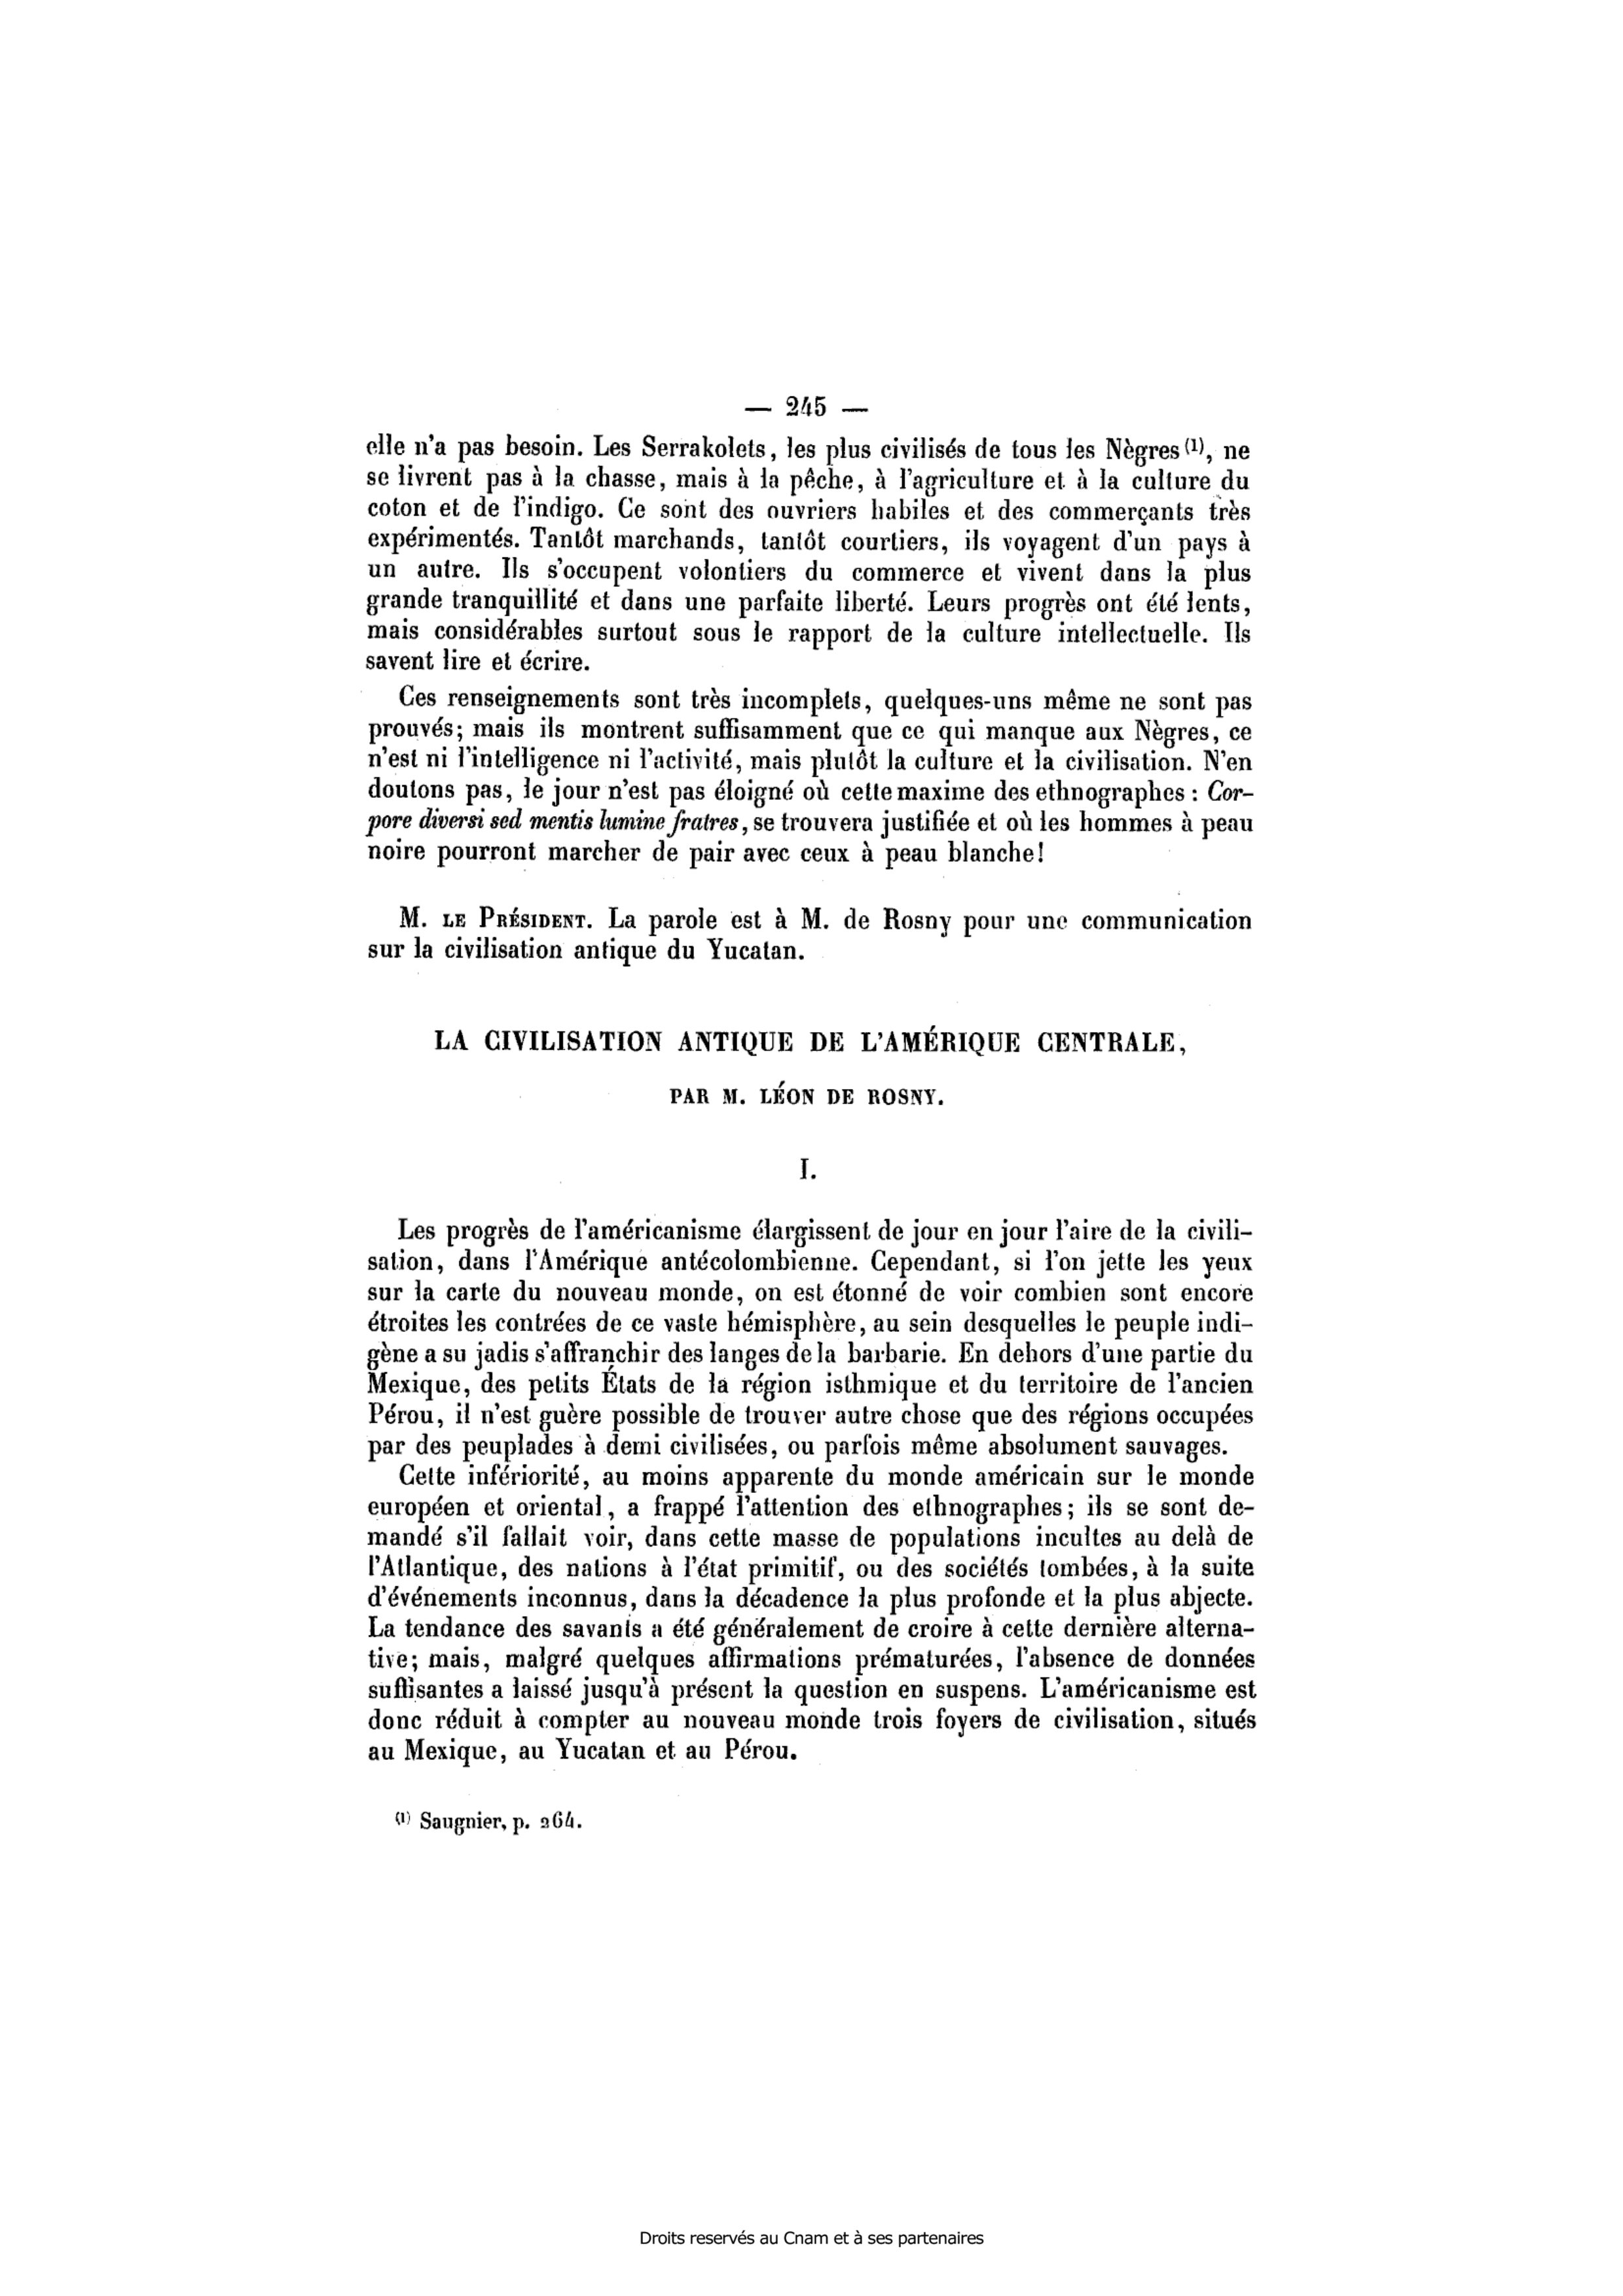 — 245 —
elle n'a pas besoin. Les Serrakolets, les plus civilisés de tous les Nègres (1), ne
se livrent pas à la chasse, mais à la pêche, à l'agriculture et à la culture du
coton et de l'indigo. Ce sont des ouvriers habiles et des commerçants très
expérimentés. Tantôt marchands, tantôt courtiers, ils voyagent d'un pays à
un autre. Ils s'occupent volontiers du commerce et vivent dans la plus
grande tranquillité et dans une parfaite liberté. Leurs progrès ont été lents,
mais considérables surtout sous le rapport de la culture intellectuelle. Ils
savent lire et écrire.
Ces renseignements sont très incomplets, quelques-uns même ne sont pas
prouvés; mais ils montrent suffisamment que ce qui manque aux Nègres, ce
n'est ni l'intelligence ni l'activité, mais plutôt la culture et la civilisation. N'en
doutons pas, le jour n'est pas éloigné où cette maxime des ethnographes : Cor-
pore diversi sed mentis lumine fratres, se trouvera justifiée et où les hommes à peau
noire pourront marcher de pair avec ceux à peau blanche!
M. LE PRÉSIDENT. La parole est à M. de Rosny pour une communication
sur la civilisation antique du Yucatan.
LA CIVILISATION ANTIQUE DE L'AMÉRIQUE CENTRALE,
PAR M. LÉON DE ROSNY.
I.
Les progrès de l'américanisme élargissent de jour en jour l'aire de la civili-
sation, dans l'Amérique antécolombienne. Cependant, si l'on jette les yeux
sur la carte du nouveau monde, on est étonné de voir combien sont encore
étroites les contrées de ce vaste hémisphère, au sein desquelles le peuple indi-
gène a su jadis s'affranchir des langes de la barbarie. En dehors d'une partie du
Mexique, des petits États de la région isthmique et du territoire de l'ancien
Pérou, il n'est guère possible de trouver autre chose que des régions occupées
par des peuplades à demi civilisées, ou parfois même absolument sauvages.
Cette infériorité, au moins apparente du monde américain sur le monde
européen et oriental, a frappé l'attention des ethnographes; ils se sont de-
mandé s'il fallait voir, dans cette masse de populations incultes au delà de
l'Atlantique, des nations à l'état primitif, ou des sociétés tombées, à la suite
d'événements inconnus, dans la décadence la plus profonde et la plus abjecte.
La tendance des savants a été généralement de croire à cette dernière alterna-
tive; mais, malgré quelques affirmations prématurées, l'absence de données
suffisantes a laissé jusqu'à présent la question en suspens. L'américanisme est
donc réduit à compter au nouveau monde trois foyers de civilisation, situés
au Mexique, au Yucatan et au Pérou.
(1) Saugnier, p. 264.
Droits reservés au Cnam et à ses partenaires